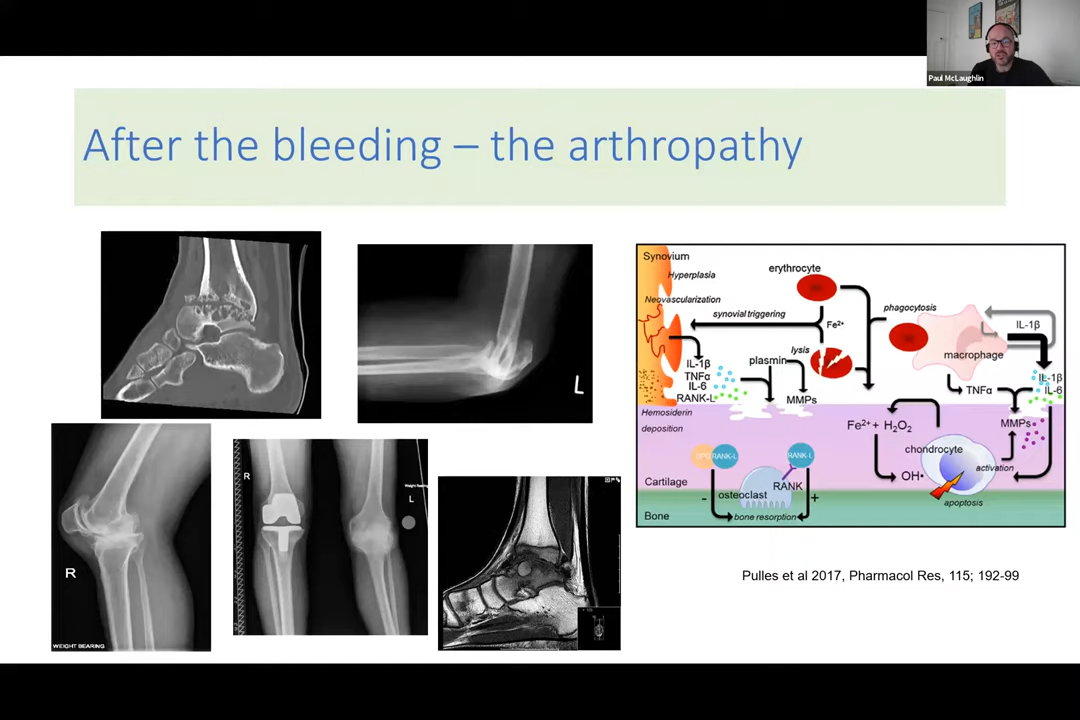 Paul McLaughlin
After the bleeding – the arthropathy
L
R
WEIGHT BEARING
R
L
Synovium
Hyperplasia
Neovascularization
erythrocyte
synovial triggering
Fe²⁺
phagocytosis
IL-1β
macrophage
lysis
plasmin
IL-1β
TNFα
IL-6
RANK-L
MMPs
TNFα
IL-1β
IL-6
Hemosiderin
deposition
Fe²⁺ + H₂O₂
MMPs
chondrocyte
OPG RANK-L
RANK-L
Cartilage
osteoclast
RANK
OH•
activation
apoptosis
- +
Bone
bone resorption
Pulles et al 2017, Pharmacol Res, 115; 192-99